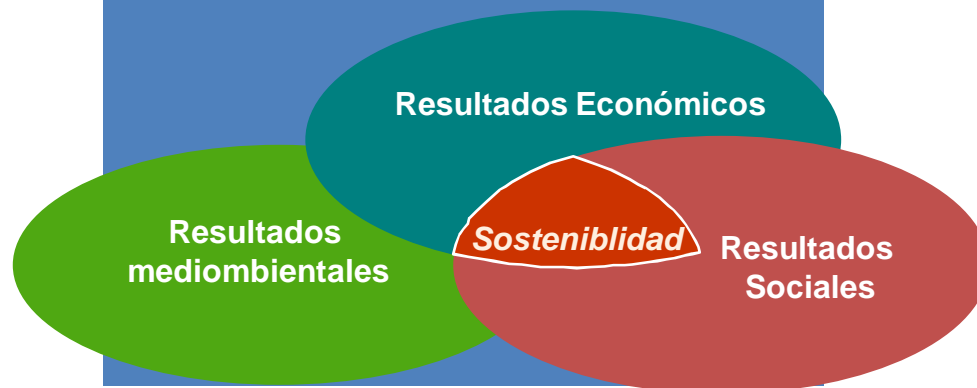 Resultados Económicos
Resultados
mediombientales
Sosteniblidad
Resultados
Sociales